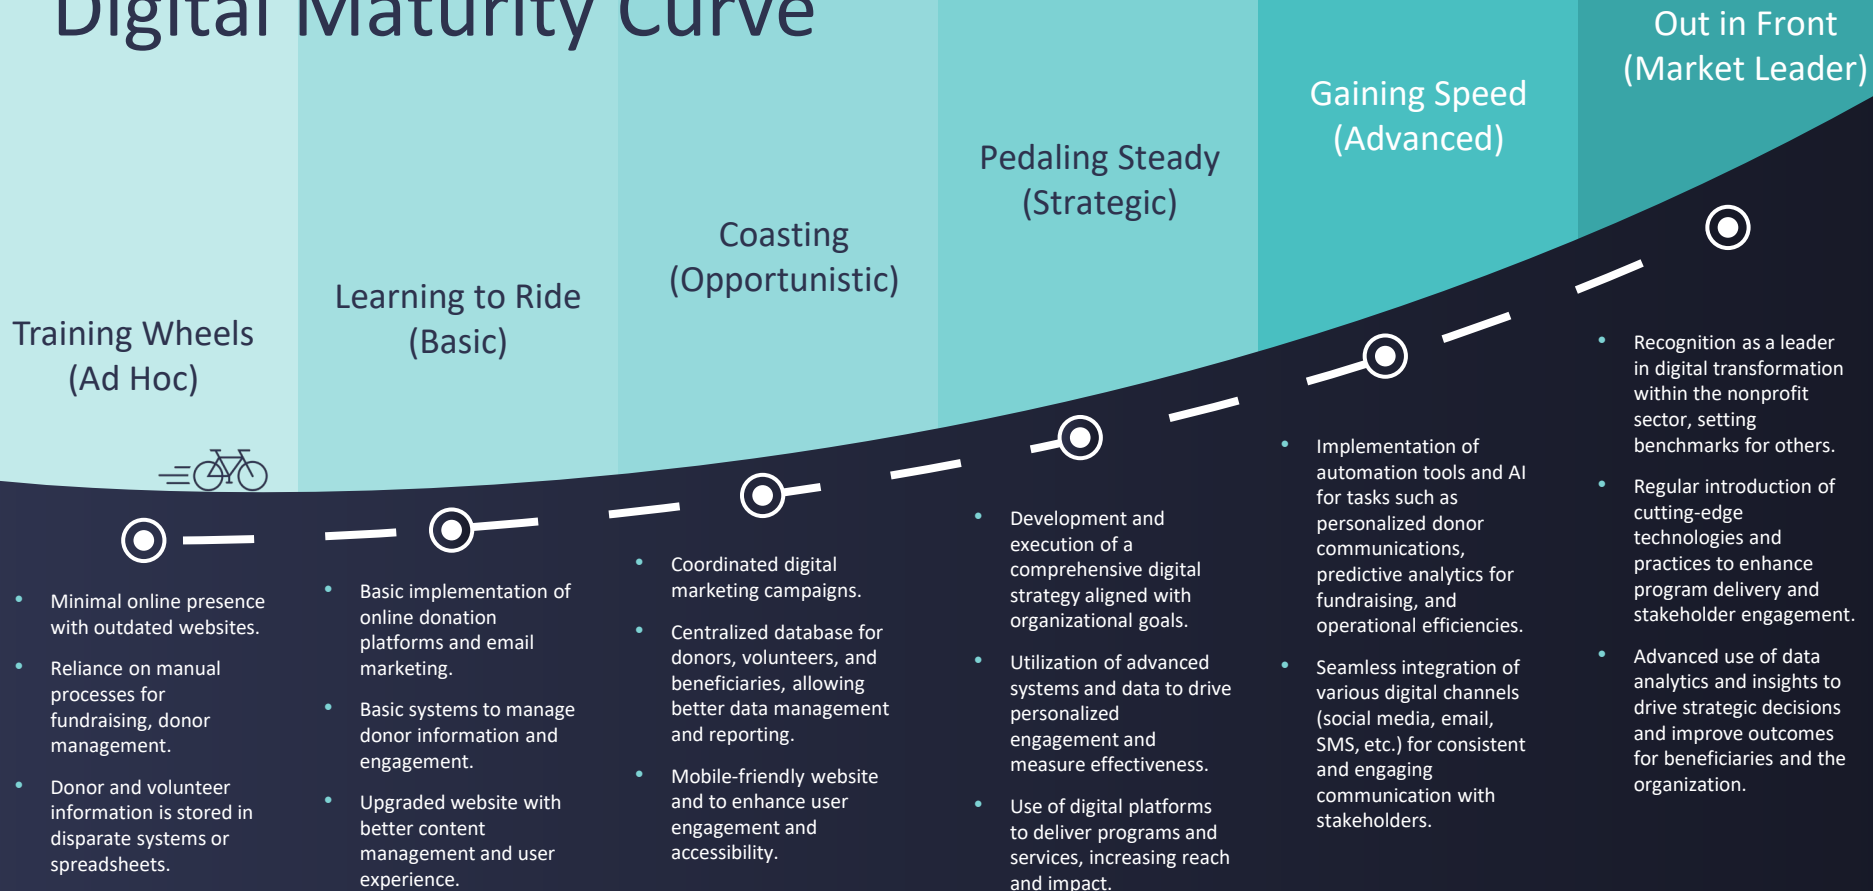 Digital Maturity Curve
Training Wheels
(Ad Hoc)
• Minimal online presence
with outdated websites.
• Reliance on manual
processes for
fundraising, donor
management.
• Donor and volunteer
information is stored in
disparate systems or
spreadsheets.
Learning to Ride
(Basic)
• Basic implementation of
online donation
platforms and email
marketing.
• Basic systems to manage
donor information and
engagement.
• Upgraded website with
better content
management and user
experience.
Coasting
(Opportunistic)
• Coordinated digital
marketing campaigns.
• Centralized database for
donors, volunteers, and
beneficiaries, allowing
better data management
and reporting.
• Mobile-friendly website
and to enhance user
engagement and
accessibility.
Pedaling Steady
(Strategic)
• Development and
execution of a
comprehensive digital
strategy aligned with
organizational goals.
• Utilization of advanced
systems and data to drive
personalized
engagement and
measure effectiveness.
• Use of digital platforms
to deliver programs and
services, increasing reach
and impact.
Gaining Speed
(Advanced)
• Implementation of
automation tools and AI
for tasks such as
personalized donor
communications,
predictive analytics for
fundraising, and
operational efficiencies.
• Seamless integration of
various digital channels
(social media, email,
SMS, etc.) for consistent
and engaging
communication with
stakeholders.
Out in Front
(Market Leader)
• Recognition as a leader
in digital transformation
within the nonprofit
sector, setting
benchmarks for others.
• Regular introduction of
cutting-edge
technologies and
practices to enhance
program delivery and
stakeholder engagement.
• Advanced use of data
analytics and insights to
drive strategic decisions
and improve outcomes
for beneficiaries and the
organization.